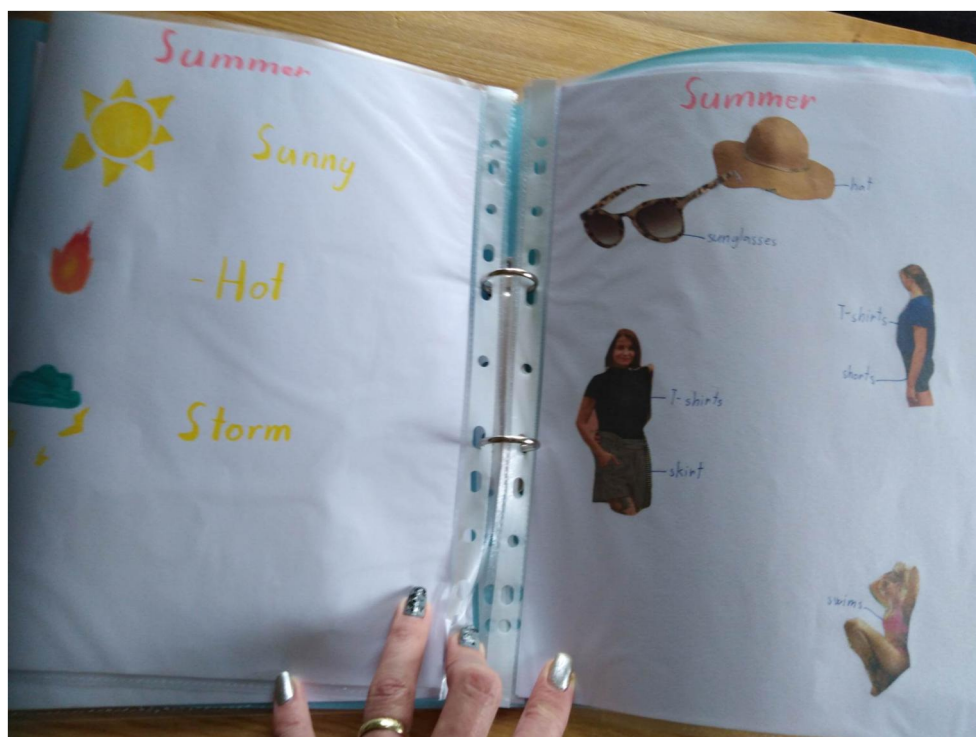 Summer
Sunny
-Hot
Storm
Summer
hat
sunglasses
T-shirts
shorts
T-shirts
skirt
swims